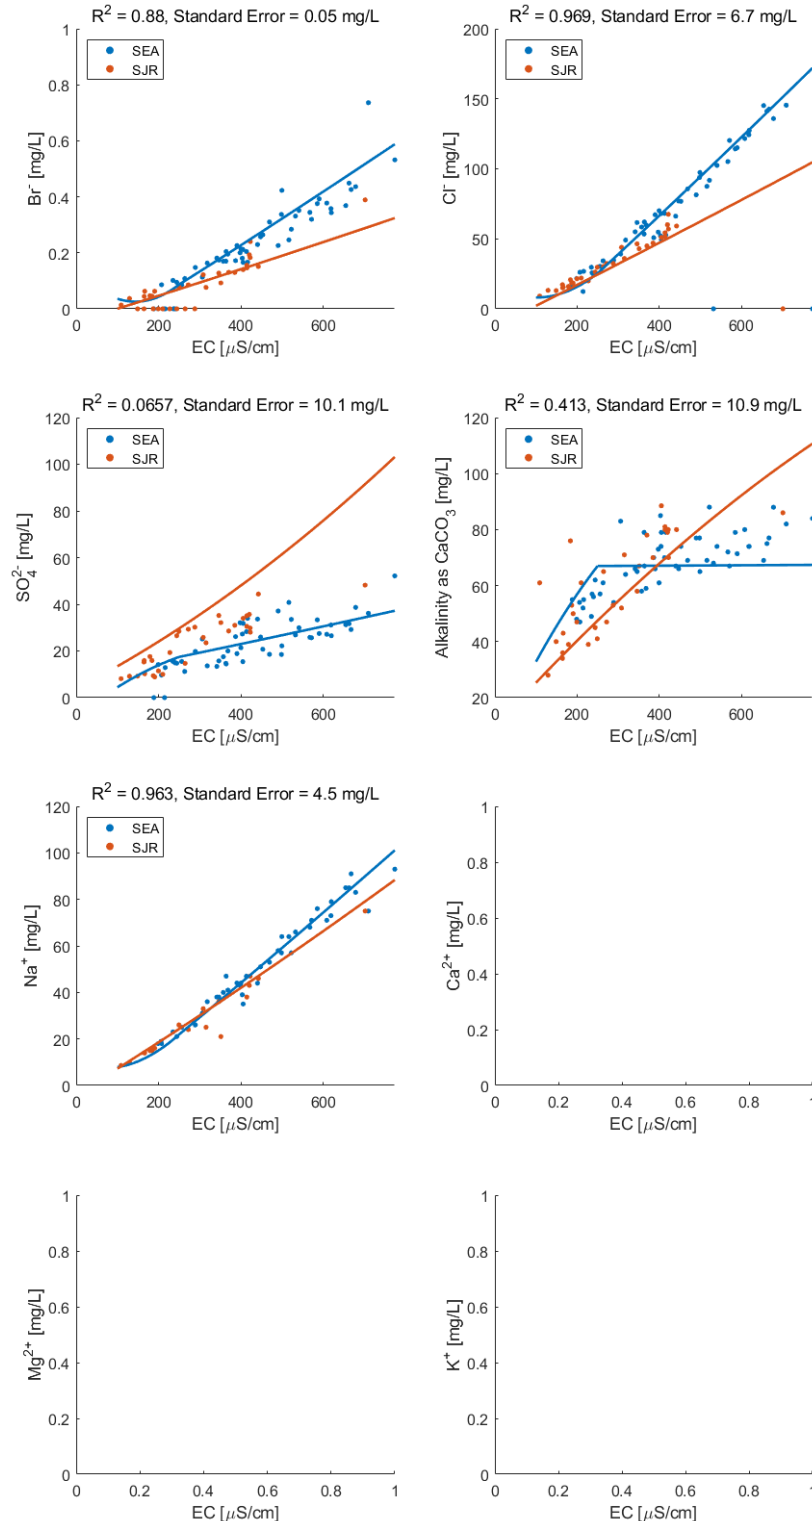 R² = 0.88, Standard Error = 0.05 mg/L
1
0.8
0.6
0.4
0.2
0
0 200 400 600
Br⁻ [mg/L]
EC [μS/cm]
SEA
SJR
R² = 0.969, Standard Error = 6.7 mg/L
200
150
100
50
0
0 200 400 600
Cl⁻ [mg/L]
EC [μS/cm]
SEA
SJR
R² = 0.0657, Standard Error = 10.1 mg/L
120
100
80
60
40
20
0
0 200 400 600
SO₄²⁻ [mg/L]
EC [μS/cm]
SEA
SJR
R² = 0.413, Standard Error = 10.9 mg/L
120
100
80
60
40
20
0 200 400 600
Alkalinity as CaCO₃ [mg/L]
EC [μS/cm]
SEA
SJR
R² = 0.963, Standard Error = 4.5 mg/L
120
100
80
60
40
20
0
0 200 400 600
Na⁺ [mg/L]
EC [μS/cm]
SEA
SJR
1
0.8
0.6
0.4
0.2
0
0 0.2 0.4 0.6 0.8 1
Ca²⁺ [mg/L]
EC [μS/cm]
1
0.8
0.6
0.4
0.2
0
0 0.2 0.4 0.6 0.8 1
Mg²⁺ [mg/L]
EC [μS/cm]
1
0.8
0.6
0.4
0.2
0
0 0.2 0.4 0.6 0.8 1
K⁺ [mg/L]
EC [μS/cm]